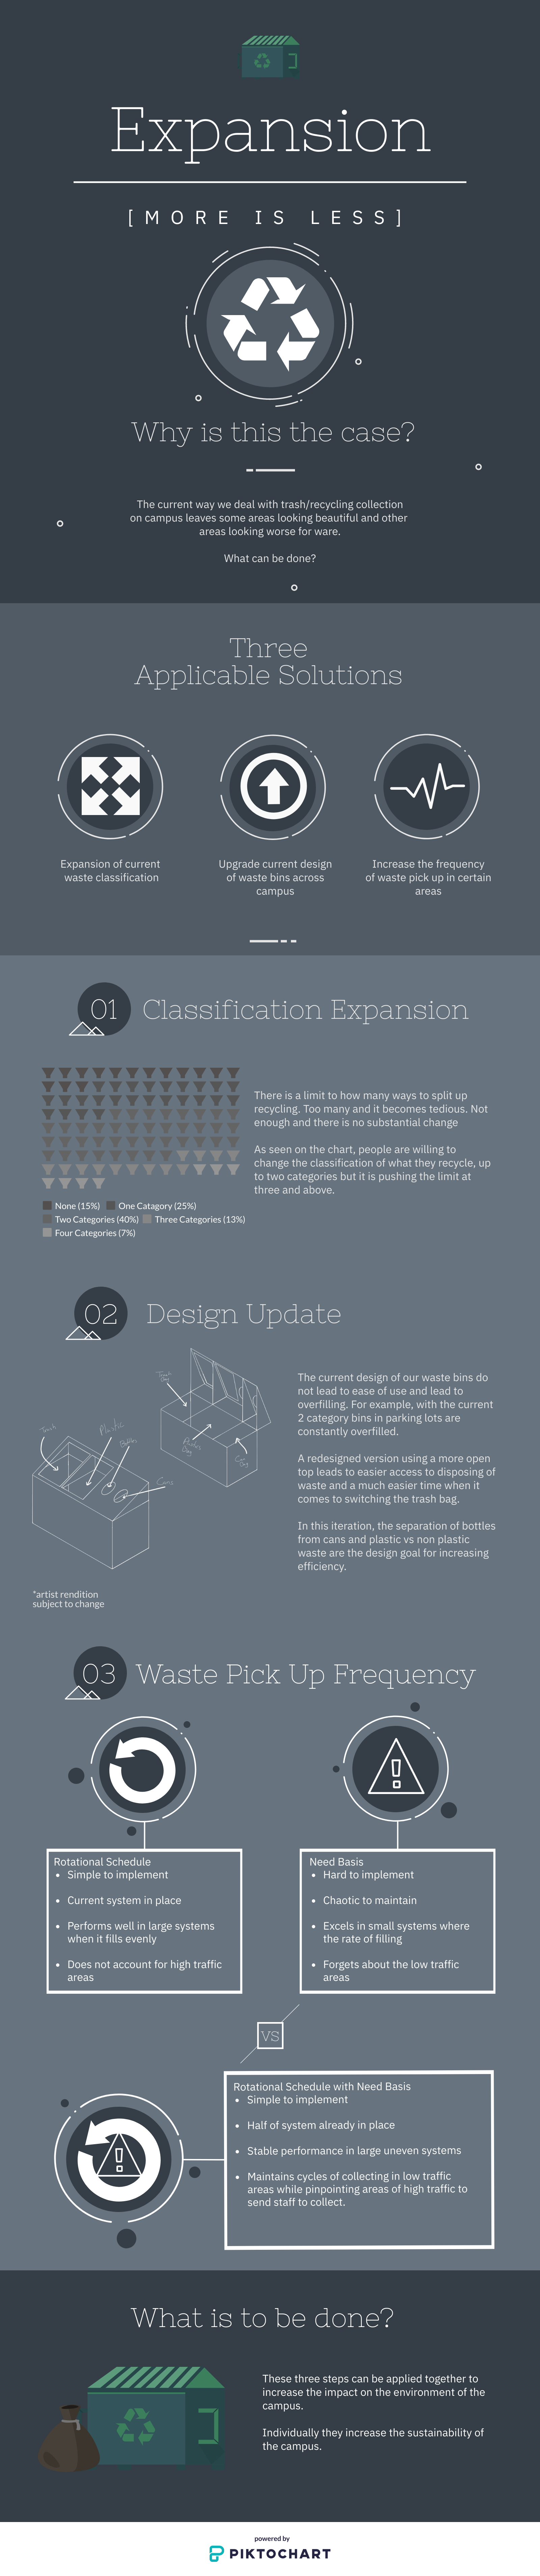 Expansion
[MORE IS LESS]
Why is this the case?
The current way we deal with trash/recycling collection
on campus leaves some areas looking beautiful and other
areas looking worse for ware.
What can be done?
Three
Applicable Solutions
Expansion of current
waste classification
Upgrade current design
of waste bins across
campus
Increase the frequency
of waste pick up in certain
areas
01 Classification Expansion
There is a limit to how many ways to split up
recycling. Too many and it becomes tedious. Not
enough and there is no substantial change
As seen on the chart, people are willing to
change the classification of what they recycle, up
to two categories but it is pushing the limit at
three and above.
None (15%) One Catagory (25%)
Two Categories (40%) Three Categories (13%)
Four Categories (7%)
02 Design Update
Trash
Plastic
Bottles
Cans
The current design of our waste bins do
not lead to ease of use and lead to
overfilling. For example, with the current
2 category bins in parking lots are
constantly overfilled.
A redesigned version using a more open
top leads to easier access to disposing of
waste and a much easier time when it
comes to switching the trash bag.
In this iteration, the separation of bottles
from cans and plastic vs non plastic
waste are the design goal for increasing
efficiency.
*artist rendition
subject to change
03 Waste Pick Up Frequency
Rotational Schedule
• Simple to implement
• Current system in place
• Performs well in large systems
when it fills evenly
• Does not account for high traffic
areas
Need Basis
• Hard to implement
• Chaotic to maintain
• Excels in small systems where
the rate of filling
• Forgets about the low traffic
areas
VS
Rotational Schedule with Need Basis
• Simple to implement
• Half of system already in place
• Stable performance in large uneven systems
• Maintains cycles of collecting in low traffic
areas while pinpointing areas of high traffic to
send staff to collect.
What is to be done?
These three steps can be applied together to
increase the impact on the environment of the
campus.
Individually they increase the sustainability of
the campus.
powered by
PIKTOCHART